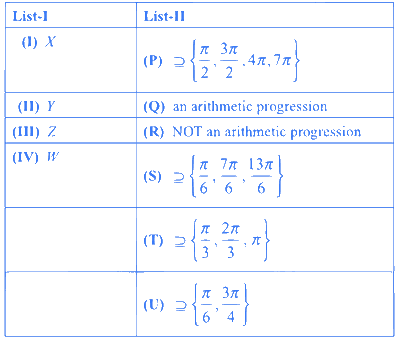 List-I List-II
(I) X (P) ⊇ {π/2, 3π/2, 4π, 7π}
(II) Y (Q) an arithmetic progression
(III) Z (R) NOT an arithmetic progression
(IV) W (S) ⊇ {π/6, 7π/6, 13π/6}
(T) ⊇ {π/3, 2π/3, π}
(U) ⊇ {π/6, 3π/4}